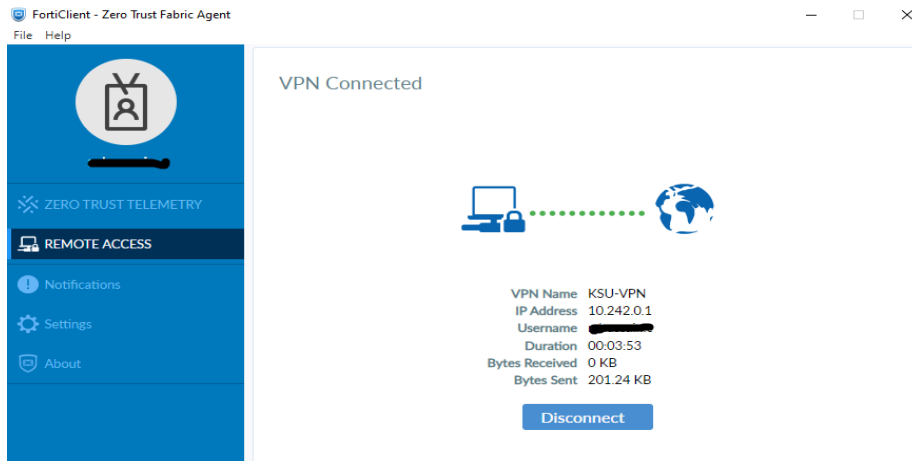 FortiClient - Zero Trust Fabric Agent
File Help
VPN Connected
ZERO TRUST TELEMETRY
REMOTE ACCESS
Notifications
Settings
About
VPN Name KSU-VPN
IP Address 10.242.0.1
Username
Duration 00:03:53
Bytes Received 0 KB
Bytes Sent 201.24 KB
Disconnect